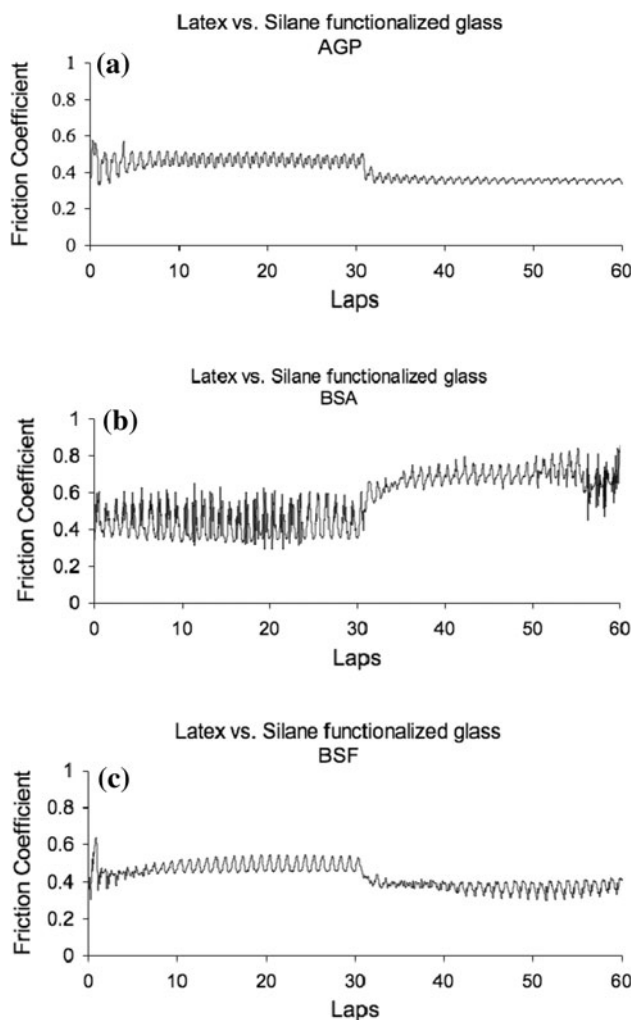 Latex vs. Silane functionalized glass
AGP
(a)
1
0.8
0.6
0.4
0.2
0
Friction Coefficient
0 10 20 30 40 50 60
Laps
Latex vs. Silane functionalized glass
BSA
(b)
1
0.8
0.6
0.4
0.2
0
Friction Coefficient
0 10 20 30 40 50 60
Laps
Latex vs. Silane functionalized glass
BSF
(c)
1
0.8
0.6
0.4
0.2
0
Friction Coefficient
0 10 20 30 40 50 60
Laps